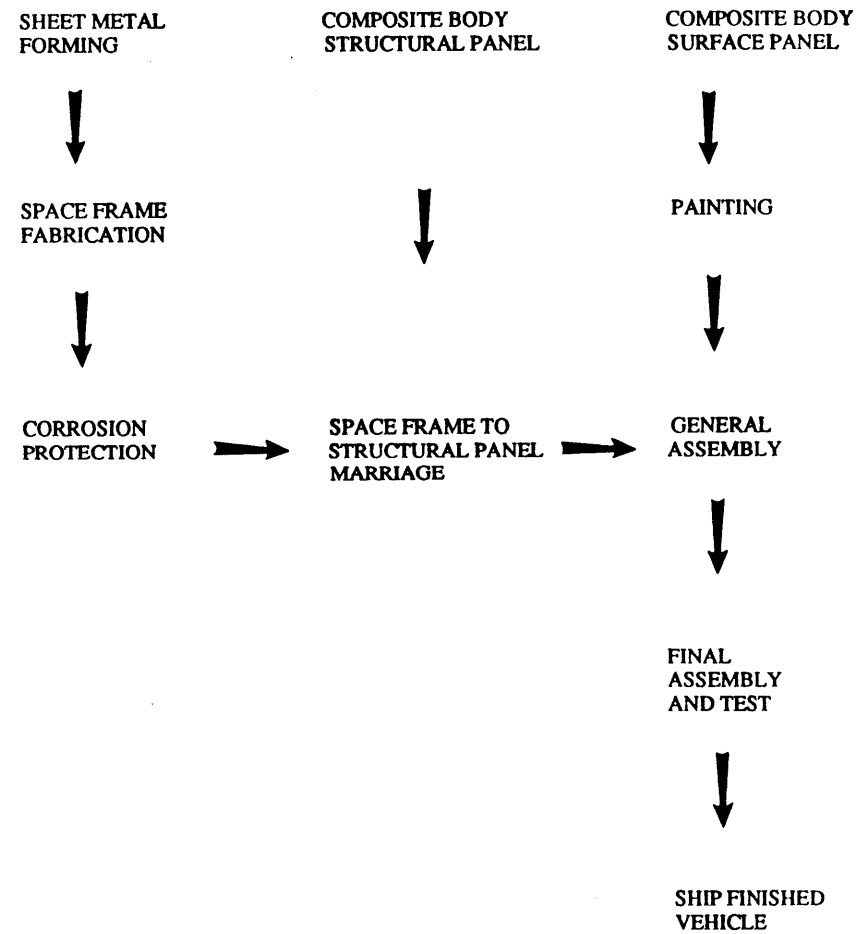 SHEET METAL
FORMING
COMPOSITE BODY
STRUCTURAL PANEL
COMPOSITE BODY
SURFACE PANEL
SPACE FRAME
FABRICATION
PAINTING
CORROSION
PROTECTION
SPACE FRAME TO
STRUCTURAL PANEL
MARRIAGE
GENERAL
ASSEMBLY
FINAL
ASSEMBLY
AND TEST
SHIP FINISHED
VEHICLE